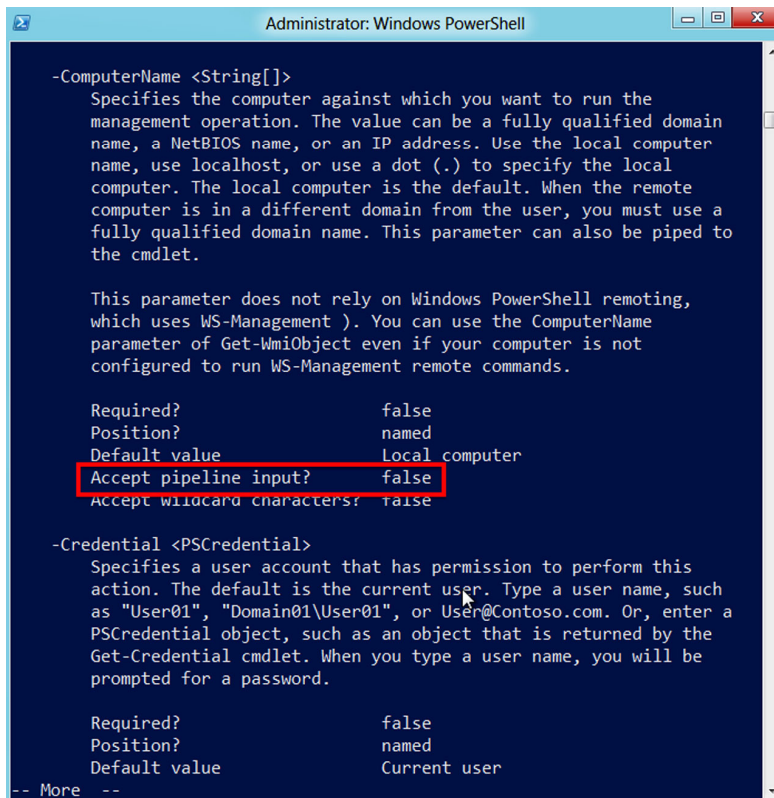 Administrator: Windows PowerShell
-ComputerName <String[]>
Specifies the computer against which you want to run the
management operation. The value can be a fully qualified domain
name, a NetBIOS name, or an IP address. Use the local computer
name, use localhost, or use a dot (.) to specify the local
computer. The local computer is the default. When the remote
computer is in a different domain from the user, you must use a
fully qualified domain name. This parameter can also be piped to
the cmdlet.
This parameter does not rely on Windows PowerShell remoting,
which uses WS-Management ). You can use the ComputerName
parameter of Get-WmiObject even if your computer is not
configured to run WS-Management remote commands.
Required? false
Position? named
Default value Local computer
Accept pipeline input? false
Accept wildcard characters? false
-Credential <PSCredential>
Specifies a user account that has permission to perform this
action. The default is the current user. Type a user name, such
as "User01", "Domain01\User01", or User@Contoso.com. Or, enter a
PSCredential object, such as an object that is returned by the
Get-Credential cmdlet. When you type a user name, you will be
prompted for a password.
Required? false
Position? named
Default value Current user
-- More --